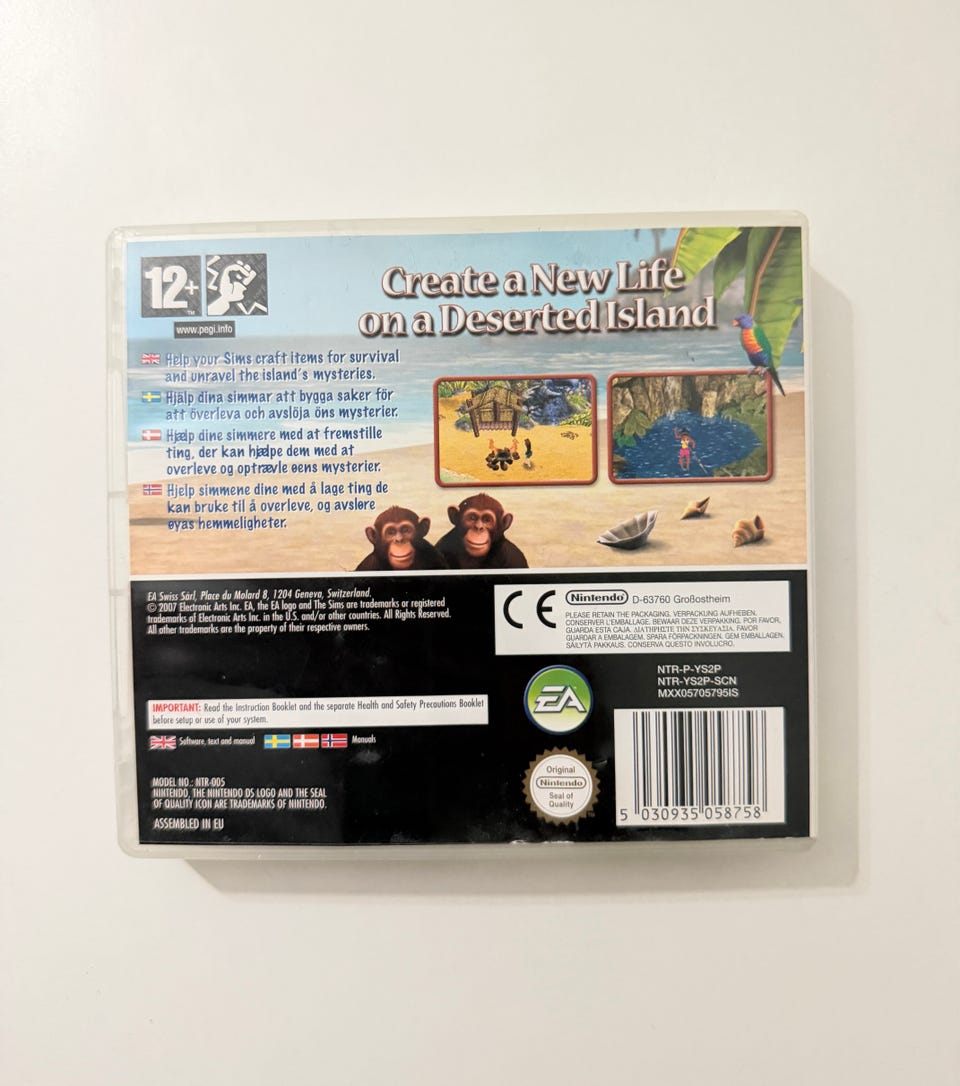 12+
™
www.pegi.info
Create a New Life
on a Deserted Island
Help your Sims craft items for survival
and unravel the island's mysteries.
Hjälp dina simmar att bygga saker för
att överleva och avslöja öns mysterier.
Hjælp dine simmere med at fremstille
ting, der kan hjælpe dem med at
overleve og optrævle øens mysterier.
Hjelp simmene dine med å lage ting de
kan bruke til å overleve, og avsløre
øyas hemmeligheter.
EA Swiss Sàrl, Place du Molard 8, 1204 Geneva, Switzerland.
© 2007 Electronic Arts Inc. EA, the EA logo and The Sims are trademarks or registered
trademarks of Electronic Arts Inc. in the U.S. and/or other countries. All Rights Reserved.
All other trademarks are the property of their respective owners.
CE
Nintendo D-63760 Großostheim
PLEASE RETAIN THE PACKAGING. VERPACKUNG AUFHEBEN.
CONSERVER L'EMBALLAGE. BEWAAR DEZE VERPAKKING. POR FAVOR,
GUARDA ESTA CAJA. ΔΙΑΤΗΡΗΣΤΕ ΤΗΝ ΣΥΣΚΕΥΑΣΙΑ. FAVOR
GUARDAR A EMBALAGEM. SPARA FÖRPACKNINGEN. GEM EMBALLAGEN.
SÄILYTÄ PAKKAUS. CONSERVA QUESTO INVOLUCRO.
NTR-P-YS2P
NTR-YS2P-SCN
MXX05705795IS
EA
IMPORTANT: Read the Instruction Booklet and the separate Health and Safety Precautions Booklet
before setup or use of your system.
Software, text and manual
Manuals
Original
Nintendo
Seal of
Quality
MODEL NO.: NTR-005
NINTENDO, THE NINTENDO DS LOGO AND THE SEAL
OF QUALITY ICON ARE TRADEMARKS OF NINTENDO.
ASSEMBLED IN EU
5 030935 058758